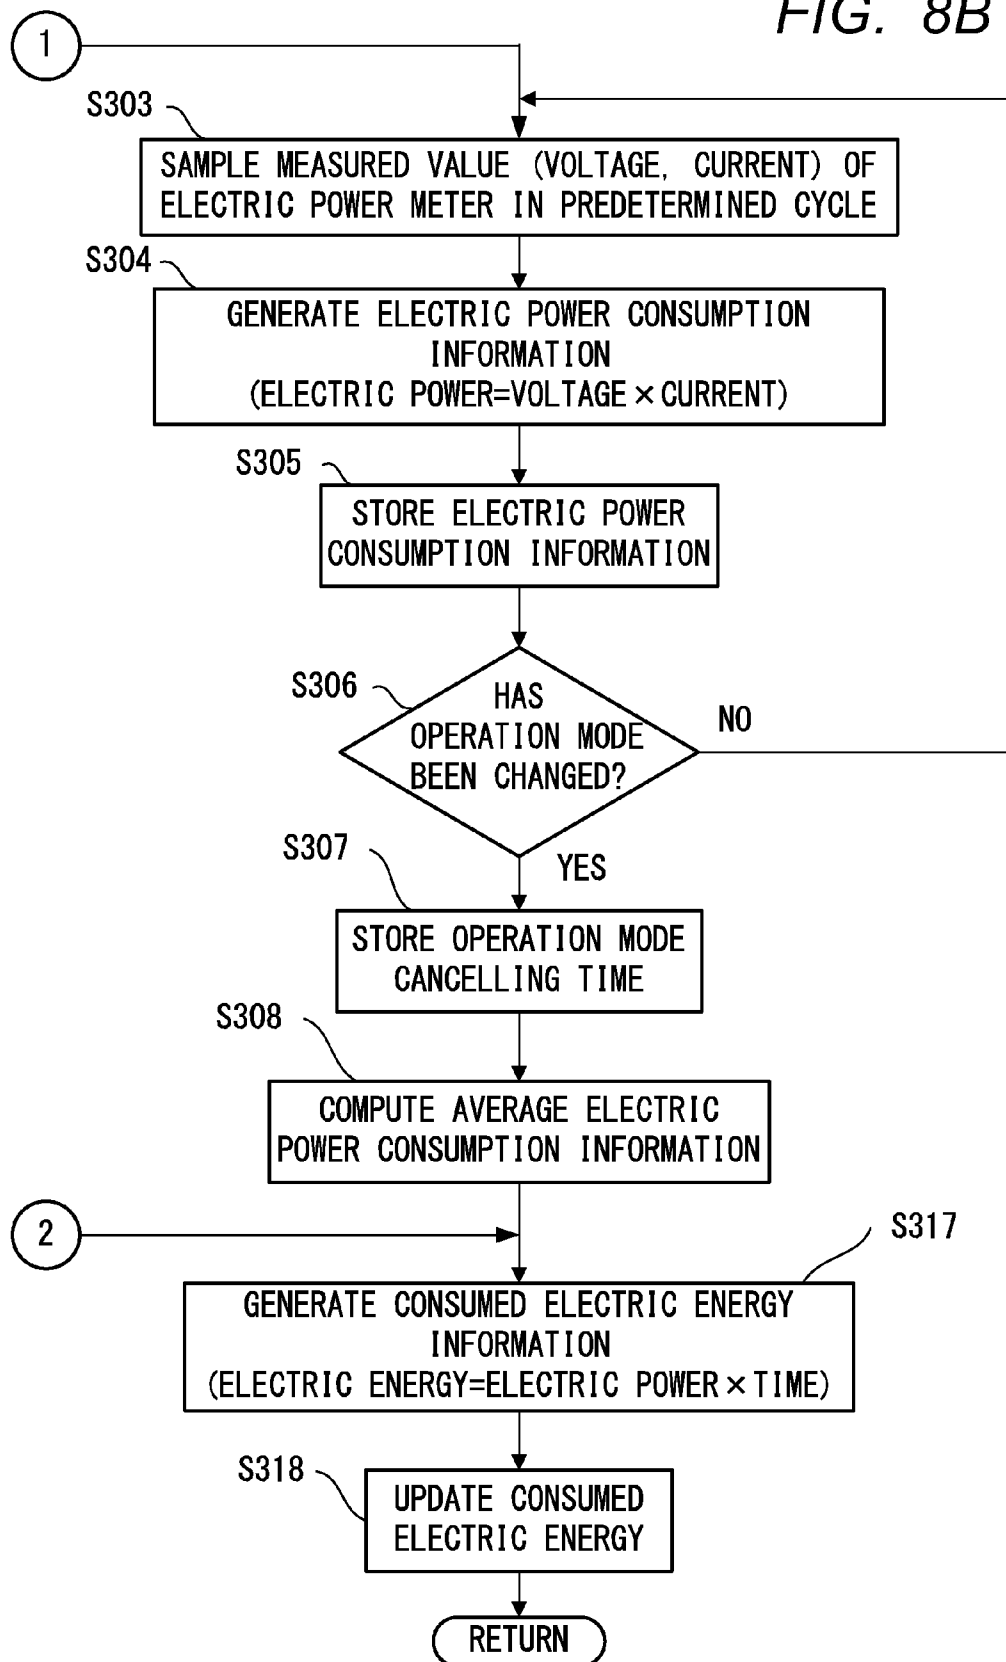 FIG. 8B
1
S303
SAMPLE MEASURED VALUE (VOLTAGE, CURRENT) OF
ELECTRIC POWER METER IN PREDETERMINED CYCLE
S304
GENERATE ELECTRIC POWER CONSUMPTION
INFORMATION
(ELECTRIC POWER=VOLTAGE×CURRENT)
S305
STORE ELECTRIC POWER
CONSUMPTION INFORMATION
S306
HAS
OPERATION MODE
BEEN CHANGED?
NO
YES
S307
STORE OPERATION MODE
CANCELLING TIME
S308
COMPUTE AVERAGE ELECTRIC
POWER CONSUMPTION INFORMATION
2
S317
GENERATE CONSUMED ELECTRIC ENERGY
INFORMATION
(ELECTRIC ENERGY=ELECTRIC POWER×TIME)
S318
UPDATE CONSUMED
ELECTRIC ENERGY
RETURN